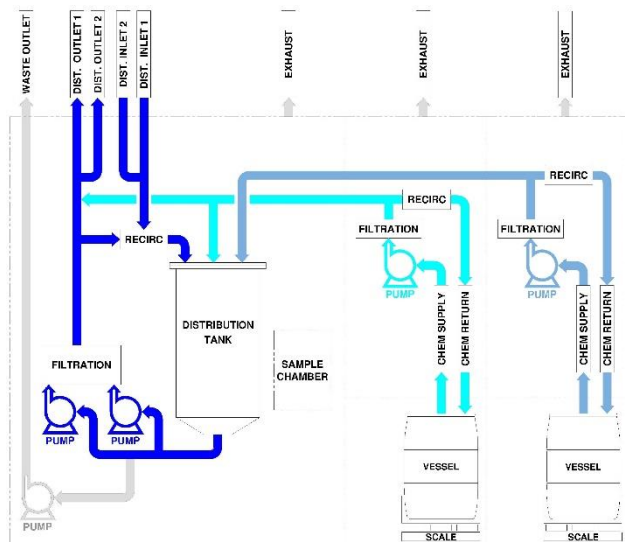 WASTE OUTLET
DIST. OUTLET 1
DIST. OUTLET 2
DIST. INLET 2
DIST. INLET 1
EXHAUST
EXHAUST
EXHAUST
RECIRC
RECIRC
RECIRC
FILTRATION
FILTRATION
PUMP
PUMP
DISTRIBUTION
TANK
CHEM SUPPLY
CHEM RETURN
CHEM SUPPLY
CHEM RETURN
FILTRATION
SAMPLE
CHAMBER
PUMP
PUMP
VESSEL
VESSEL
PUMP
SCALE
SCALE